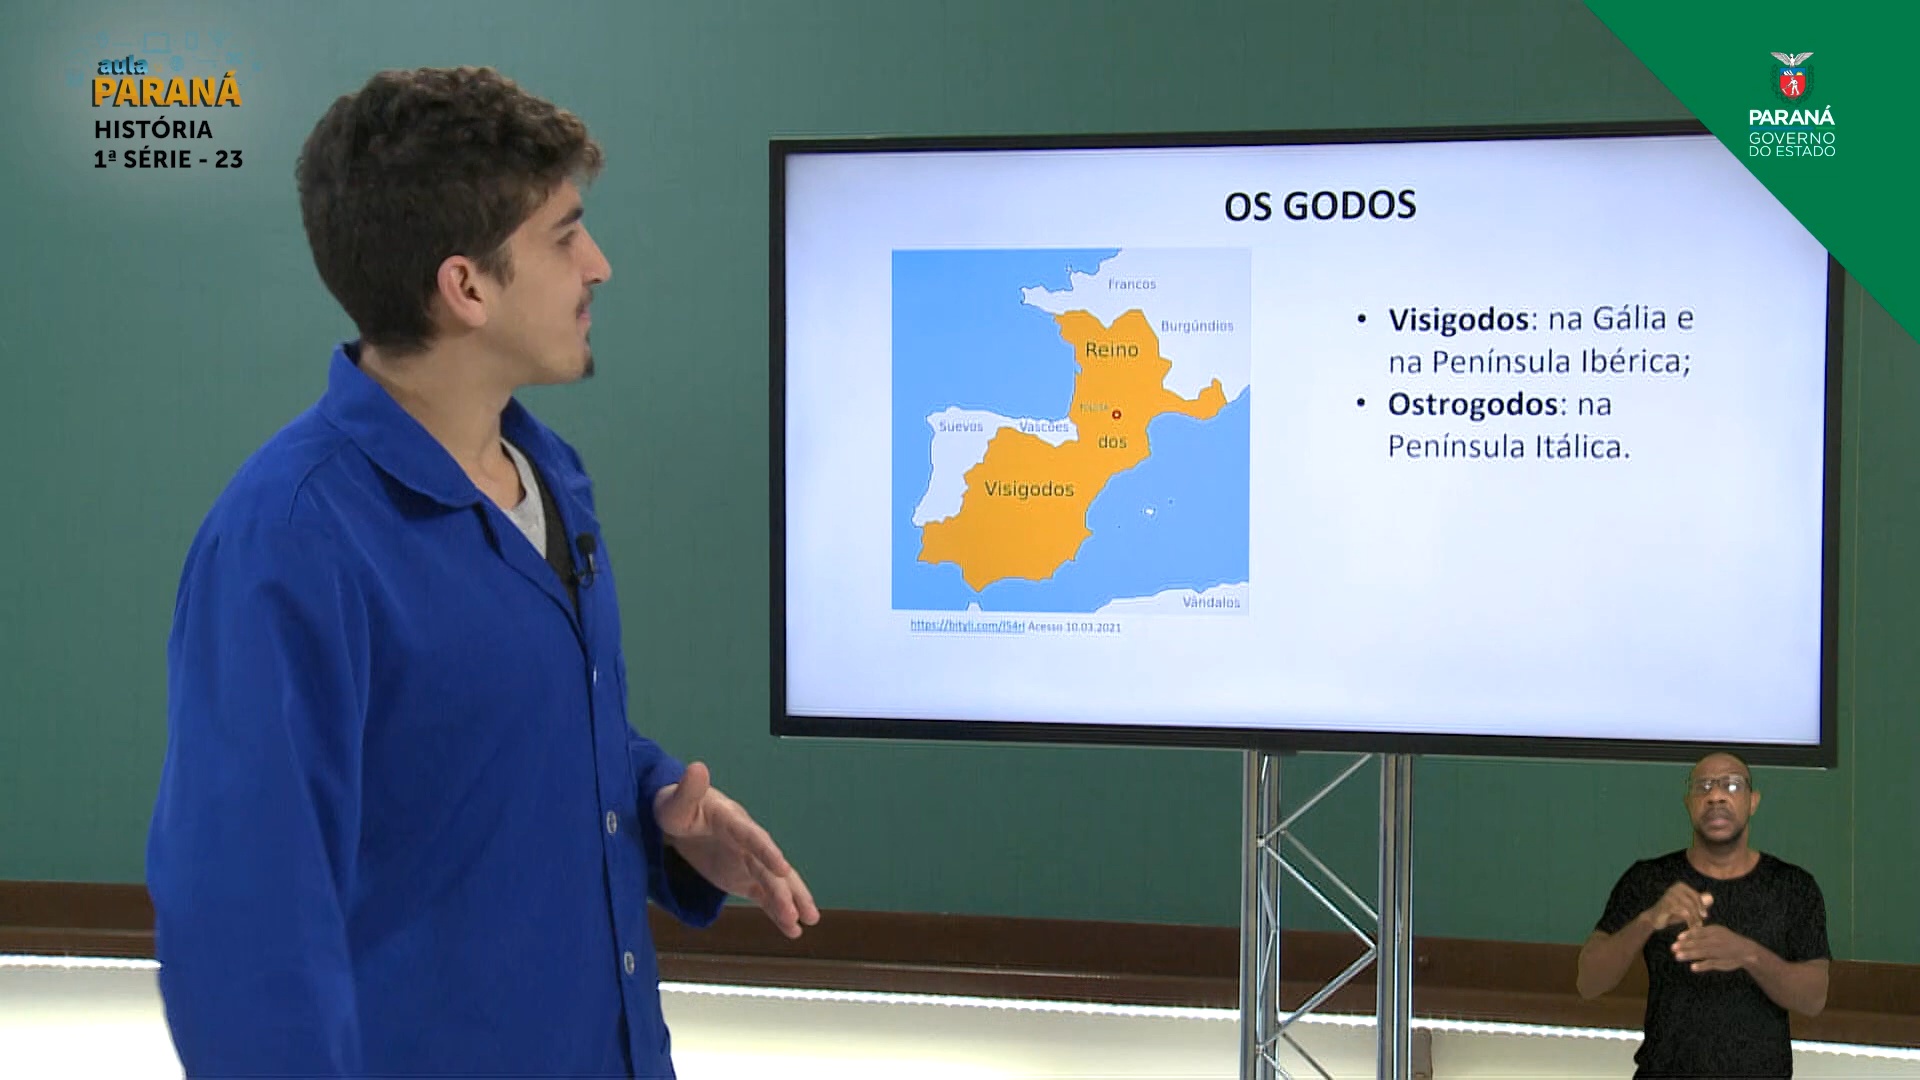 aula
PARANÁ
HISTÓRIA
1ª SÉRIE - 23
PARANÁ
GOVERNO
DO ESTADO
OS GODOS
Francos
Burgúndios
Reino
Suevos
Vascões
dos
Visigodos
Vândalos
Acesso 10.03.2021
• Visigodos: na Gália e
na Península Ibérica;
• Ostrogodos: na
Península Itálica.